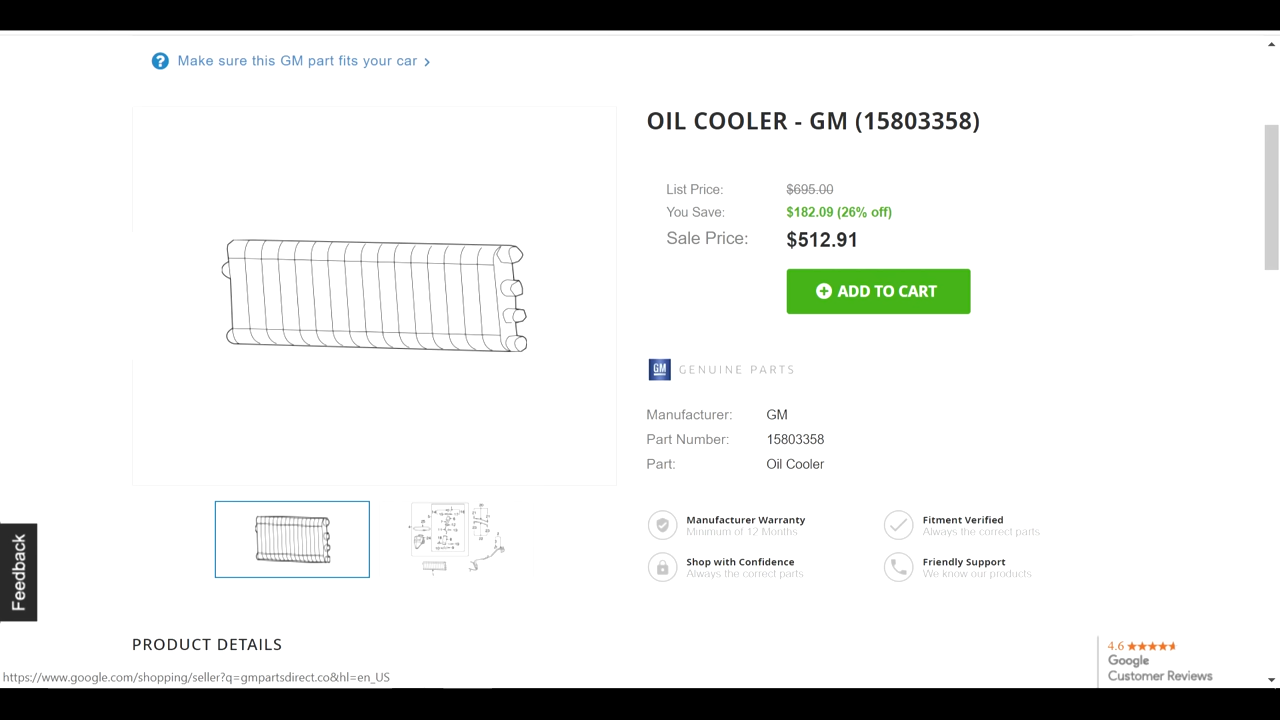 ? Make sure this GM part fits your car >
OIL COOLER - GM (15803358)
List Price: $695.00
You Save: $182.09 (26% off)
Sale Price: $512.91
ADD TO CART
GM GENUINE PARTS
Manufacturer: GM
Part Number: 15803358
Part: Oil Cooler
Manufacturer Warranty
Minimum of 12 Months
Fitment Verified
Always the correct parts
Shop with Confidence
Always the correct parts
Friendly Support
We know our products
Feedback
PRODUCT DETAILS
4.6
Google
Customer Reviews
https://www.google.com/shopping/seller?q=gmpartsdirect.co&hl=en_US